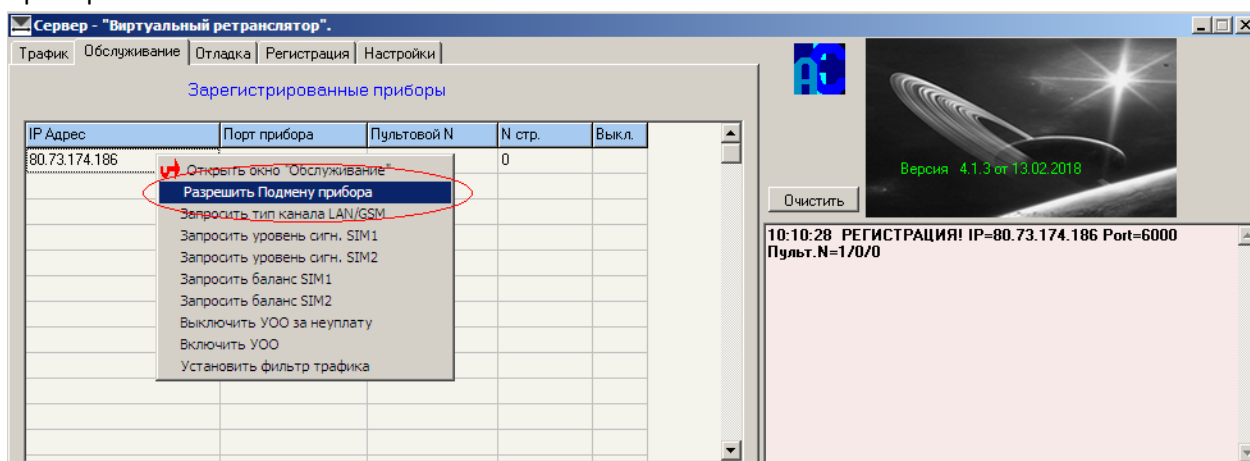 Сервер - "Виртуальный ретранслятор".
Трафик Обслуживание Отладка Регистрация Настройки
Зарегистрированные приборы
IP Адрес Порт прибора Пультовой N N стр. Выкл.
80.73.174.186 0
Открыть окно "Обслуживание"
Разрешить Подмену прибора
Запросить тип канала LAN/GSM
Запросить уровень сигн. SIM1
Запросить уровень сигн. SIM2
Запросить баланс SIM1
Запросить баланс SIM2
Выключить УОО за неуплату
Включить УОО
Установить фильтр трафика
Версия 4.1.3 от 13.02.2018
Очистить
10:10:28 РЕГИСТРАЦИЯ! IP=80.73.174.186 Port=6000
Пульт.N=1/0/0